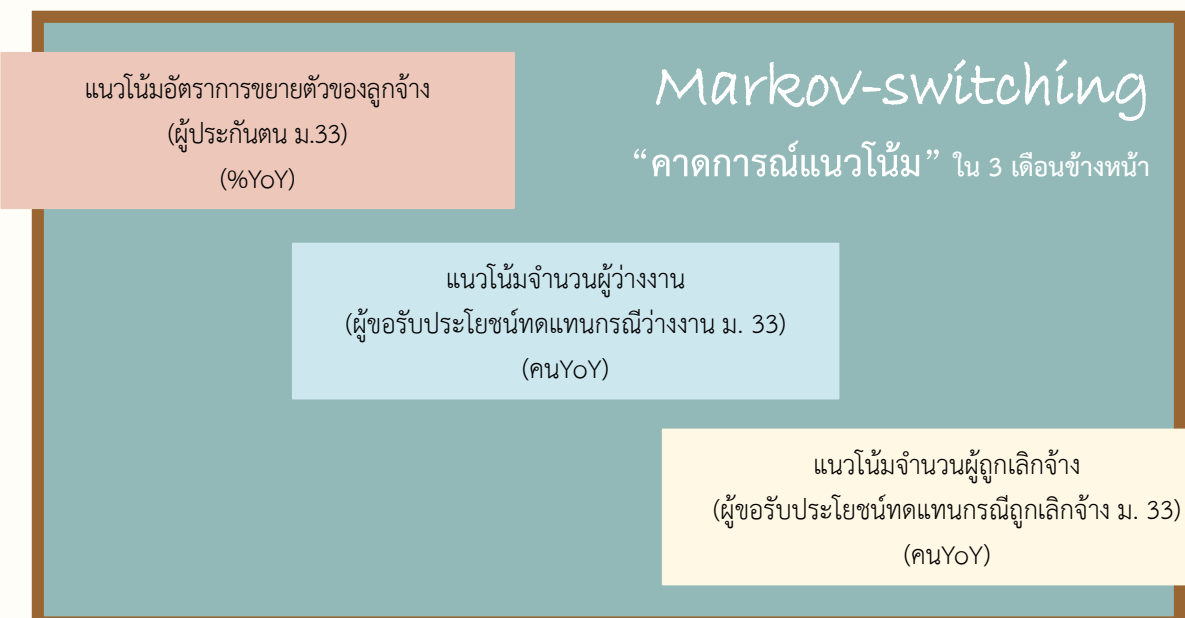 แนวโน้มอัตราการขยายตัวของลูกจ้าง
(ผู้ประกันตน ม.33)
(%YoY)
Markov-switching
“คาดการณ์แนวโน้ม” ใน 3 เดือนข้างหน้า
แนวโน้มจำนวนผู้ว่างงาน
(ผู้ขอรับประโยชน์ทดแทนกรณีว่างงาน ม. 33)
(คนYoY)
แนวโน้มจำนวนผู้ถูกเลิกจ้าง
(ผู้ขอรับประโยชน์ทดแทนกรณีถูกเลิกจ้าง ม. 33)
(คนYoY)